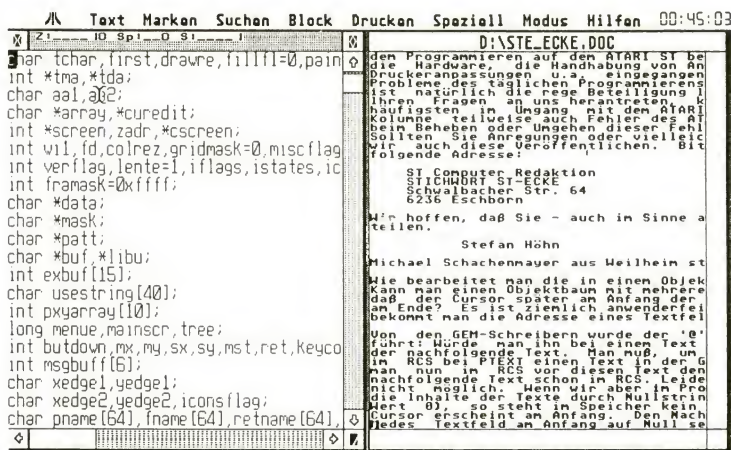 Text Marken Suchen Block Drucken Speziell Modus Hilfen 00:45:03
Z: 10 Sp: 0 S: 1
char tchar,first,drawre,fillfl=0,pain
int *tma,*tda;
char aa1,aa2;
char *array,*curedit;
int *screen,zadr,*cscreen;
int wi1,fd,colrez,gridmask=0,miscflag
int verflag,lente=1,iflags,istates,ic
int framask=0xffff;
char *data;
char *mask;
char *patt;
char *buf,*libu;
int exbuf[15];
char usestring[40];
int pxyarray[10];
long menue,mainscr,tree;
int butdown,mx,my,sx,sy,mst,ret,keyco
int msgbuff[6];
char xedge1,yedge1;
char xedge2,yedge2,iconsflag;
char pname[64],fname[64],retname[64],
D:\STE_ECKE.DOC
dem Programmieren auf dem ATARI ST be
die Hardware, die Handhabung von An
Druckeranpassungen u.a. eingegangen
Probleme des täglichen Programmierens
ist natürlich die rege Beteiligung l
Ihren Fragen an uns herantreten, k
häufigsten im Umgang mit dem ATARI
Kolumne teilweise auch Fehler des AT
beim Beheben oder Umgehen dieser Fehl
Sollten Sie Anregungen oder vielleic
wir auch diese veröffentlichen. Bit
folgende Adresse:
ST Computer Redaktion
STICHWORT ST-ECKE
Schwalbacher Str. 64
6236 Eschborn
Wir hoffen, daß Sie - auch im Sinne a
teilen.
Stefan Höhn
Michael Schachenmayer aus Weilheim st
Wie bearbeitet man die in einem Objek
Kann man einen Objektbaum mit mehrere
daß der Cursor später am Anfang der
am Ende? Es ist ziemlich anwenderfei
bekommt man die Adresse eines Textfel
Von den GEM-Schreibern wurde der '@'
führt: Würde man ihn bei einem Text
der nachfolgende Text. Man muß, um
im RCS bei PTEXT einen Text in der G
man nun im RCS vor diesen Text den
nachfolgende Text schon im RCS. Leide
nicht möglich. Wenn wir aber im Pro
die Inhalte der Texte durch Nullstrin
Wert 0), so steht im Speicher kein
Cursor erscheint am Anfang. Den Nach
jedes Textfeld am Anfang auf Null se